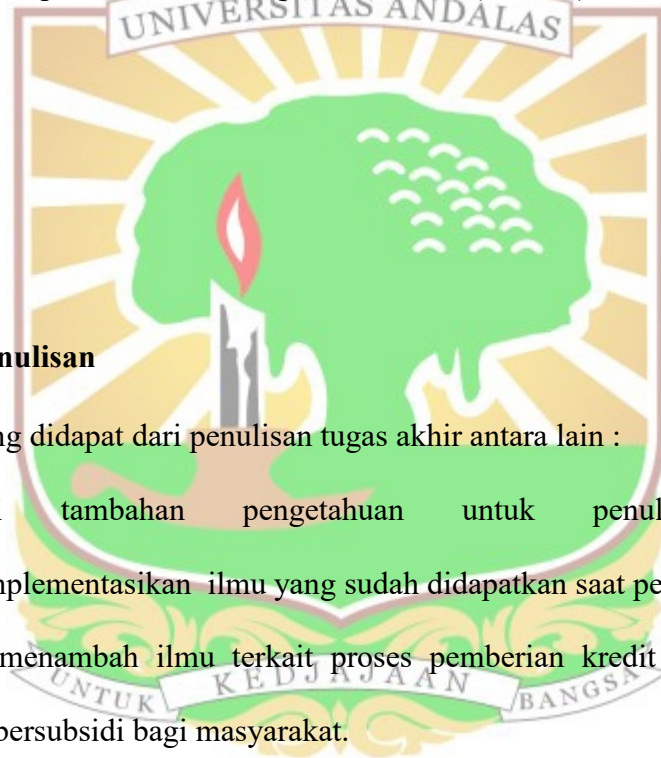 UNIVERSITAS ANDALAS
nulisan
ng didapat dari penulisan tugas akhir antara lain :
tambahan pengetahuan untuk penul
nplementasikan ilmu yang sudah didapatkan saat pe
menambah ilmu terkait proses pemberian kredit
bersubsidi bagi masyarakat.
UNTUK KEDJAJAAN BANGSA